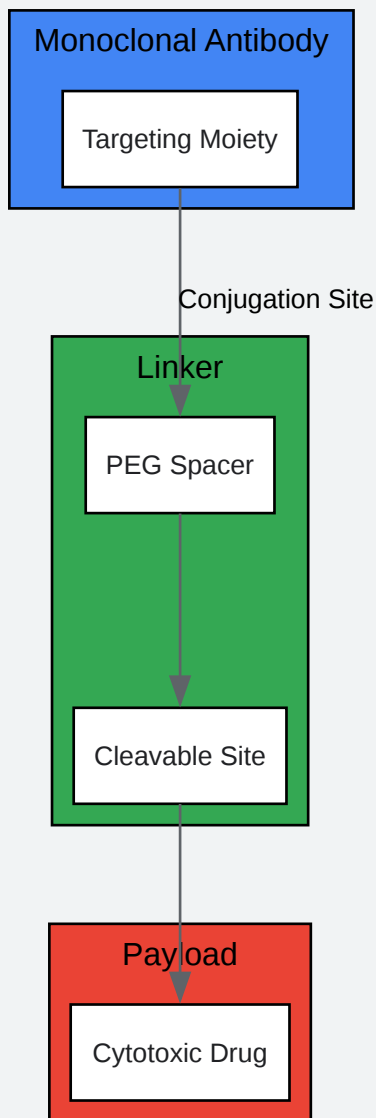 Monoclonal Antibody
Targeting Moiety
Conjugation Site
Linker
PEG Spacer
Cleavable Site
Payload
Cytotoxic Drug